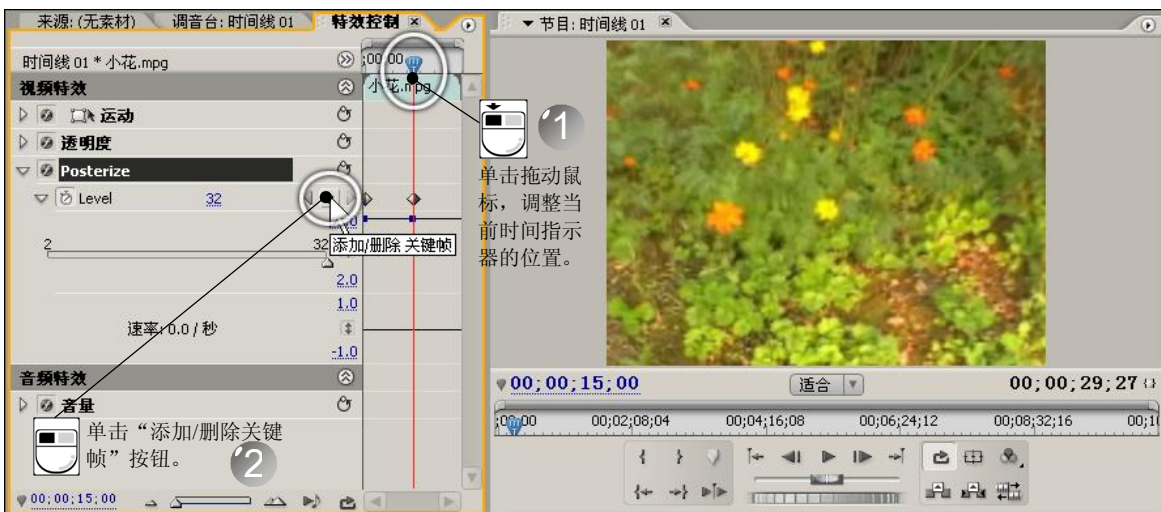 来源: (无素材)
调音台: 时间线 01
特效控制
节目: 时间线 01
时间线 01 * 小花.mpg
;00;00
视频特效
小花.mpg
运动
透明度
Posterize
Level
32
添加/删除 关键帧
2
32
2.0
1.0
速率: 0.0 / 秒
-1.0
音频特效
音量
1
单击拖动鼠
标，调整当
前时间指示
器的位置。
单击“添加/删除关键
帧”按钮。
2
00;00;15;00
00;00;15;00
适合
00;00;29;27
00;02;08;04
00;04;16;08
00;06;24;12
00;08;32;16